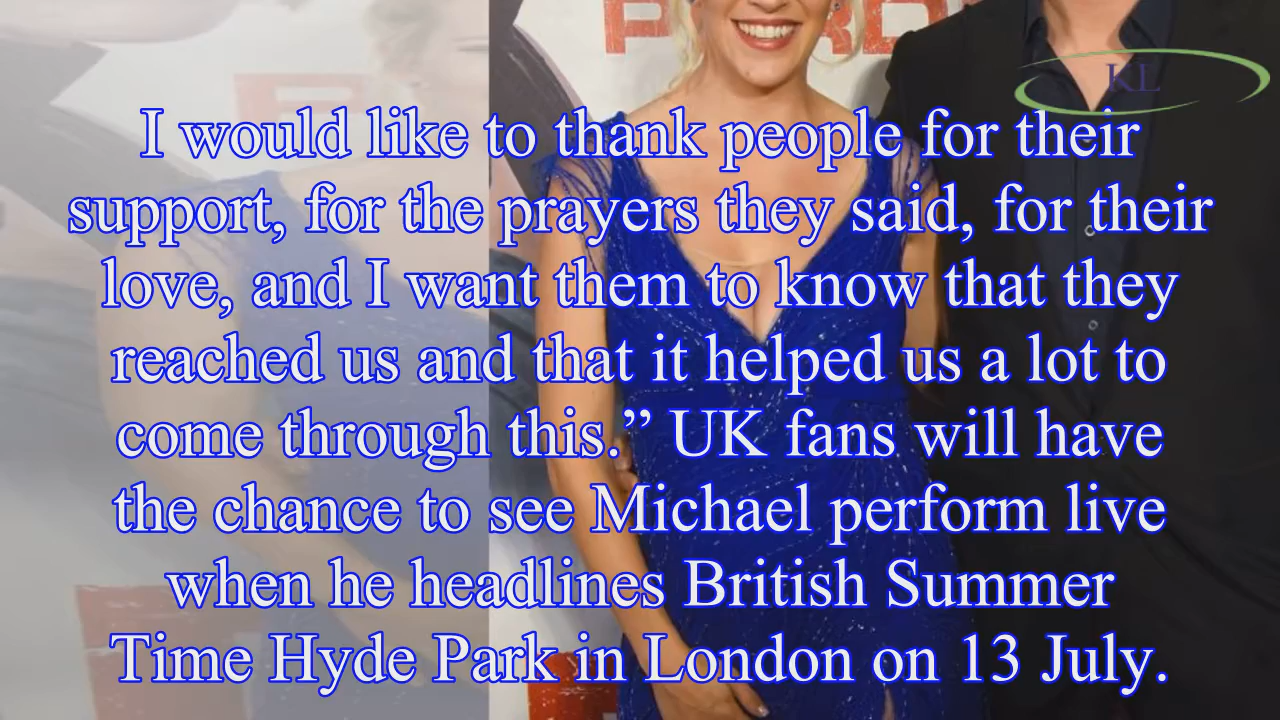 KL
I would like to thank people for their
support, for the prayers they said, for their
love, and I want them to know that they
reached us and that it helped us a lot to
come through this.” UK fans will have
the chance to see Michael perform live
when he headlines British Summer
Time Hyde Park in London on 13 July.